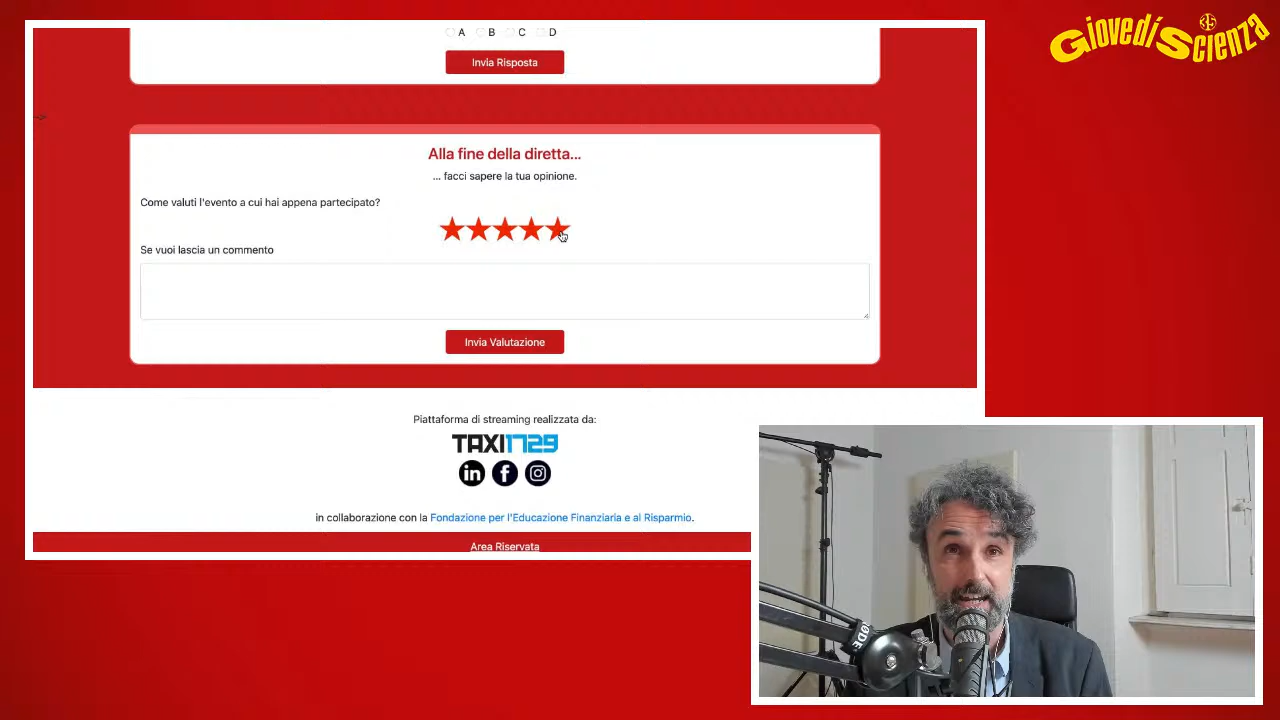 GiovedìScienza
35
A B C D
Invia Risposta
Alla fine della diretta...
... facci sapere la tua opinione.
Come valuti l'evento a cui hai appena partecipato?
Se vuoi lascia un commento
Invia Valutazione
Piattaforma di streaming realizzata da:
TAXI1729
in collaborazione con la Fondazione per l'Educazione Finanziaria e al Risparmio.
Area Riservata
RØDE